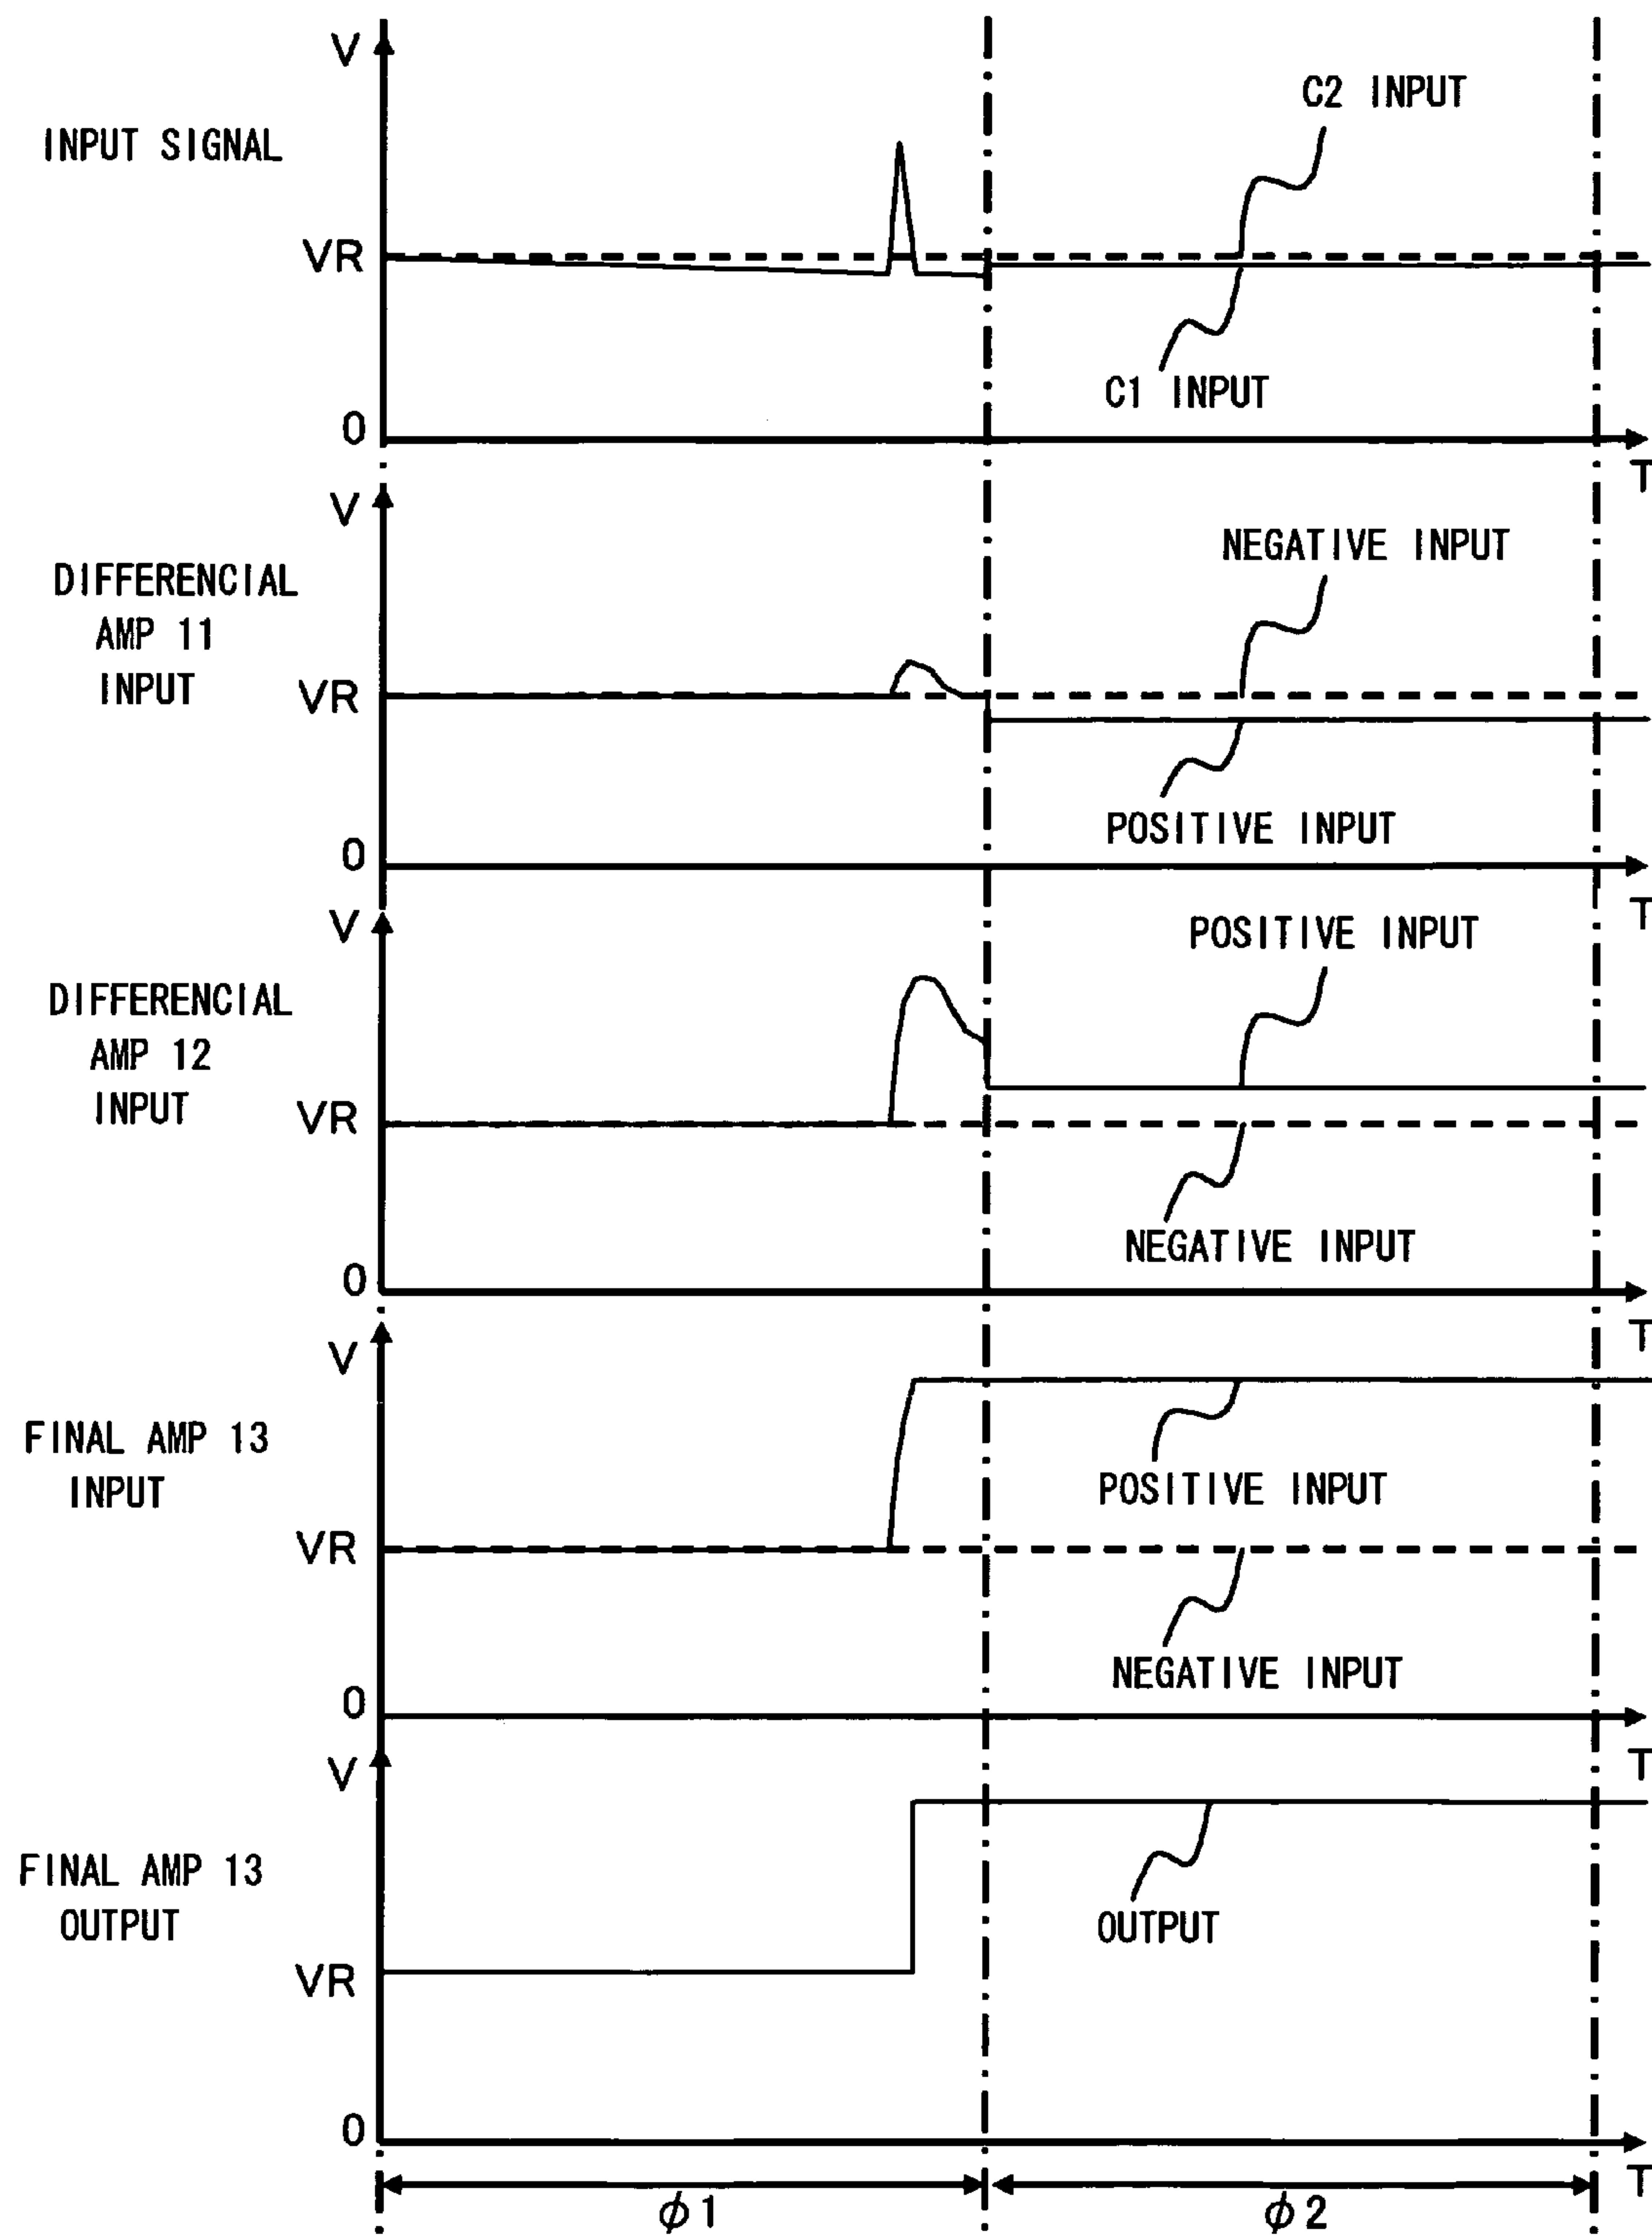 V
C2 INPUT
INPUT SIGNAL
VR
C1 INPUT
0
T
V
NEGATIVE INPUT
DIFFERENCIAL
AMP 11
INPUT
VR
POSITIVE INPUT
0
T
V
POSITIVE INPUT
DIFFERENCIAL
AMP 12
INPUT
VR
NEGATIVE INPUT
0
T
V
FINAL AMP 13
INPUT
POSITIVE INPUT
VR
NEGATIVE INPUT
0
T
V
FINAL AMP 13
OUTPUT
OUTPUT
VR
0
T
φ1
φ2